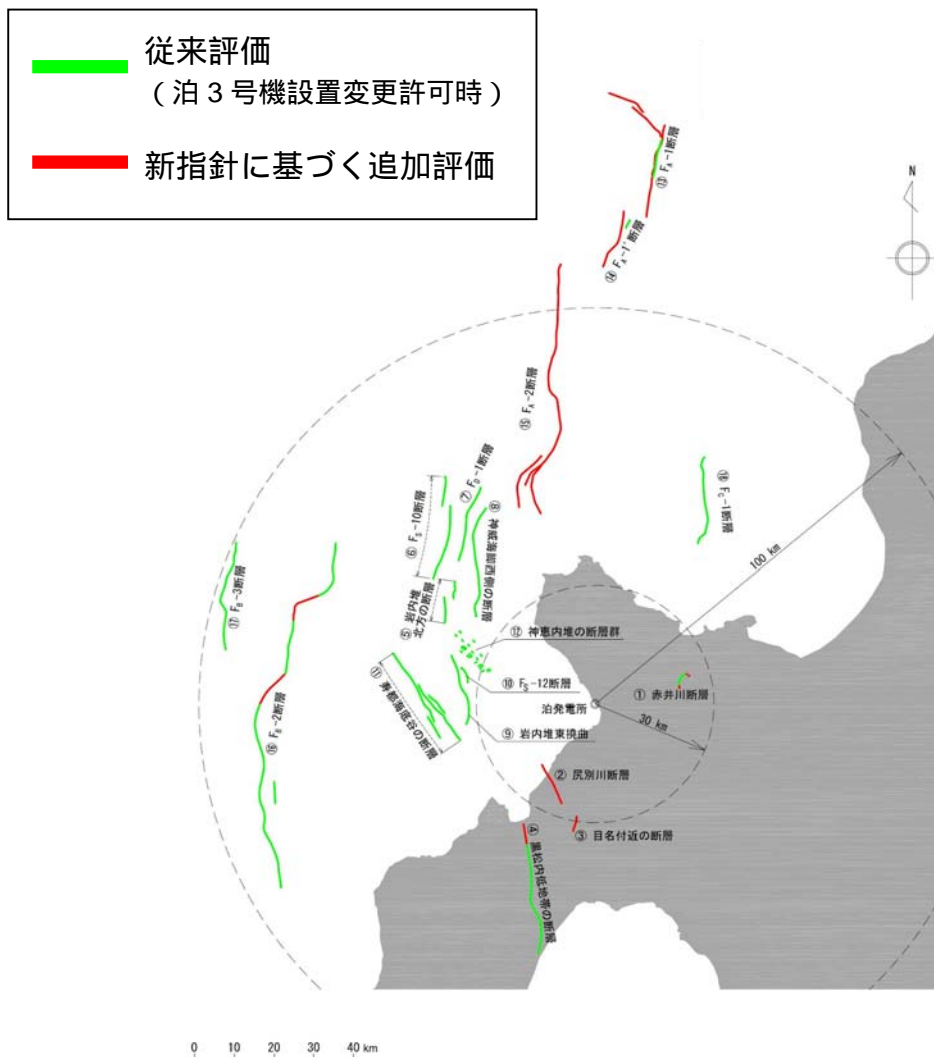 従来評価
（泊３号機設置変更許可時）
新指針に基づく追加評価
N
⑬ FA-1断層
⑭ FA-1'断層
⑮ FA-2断層
⑱ FC-1断層
100 km
⑦ FD-1断層
⑥ FS-10断層
⑧ 神威海脚西側の断層
⑤ 岩内堆
北方の断層
⑰ FB-3断層
⑫ 神恵内堆の断層群
⑪ 寿都海底谷の断層
⑩ FS-12断層
① 赤井川断層
泊発電所
30 km
⑨ 岩内堆東撓曲
⑯ FB-2断層
② 尻別川断層
③ 目名付近の断層
④ 黒松内低地帯の断層
0 10 20 30 40 km